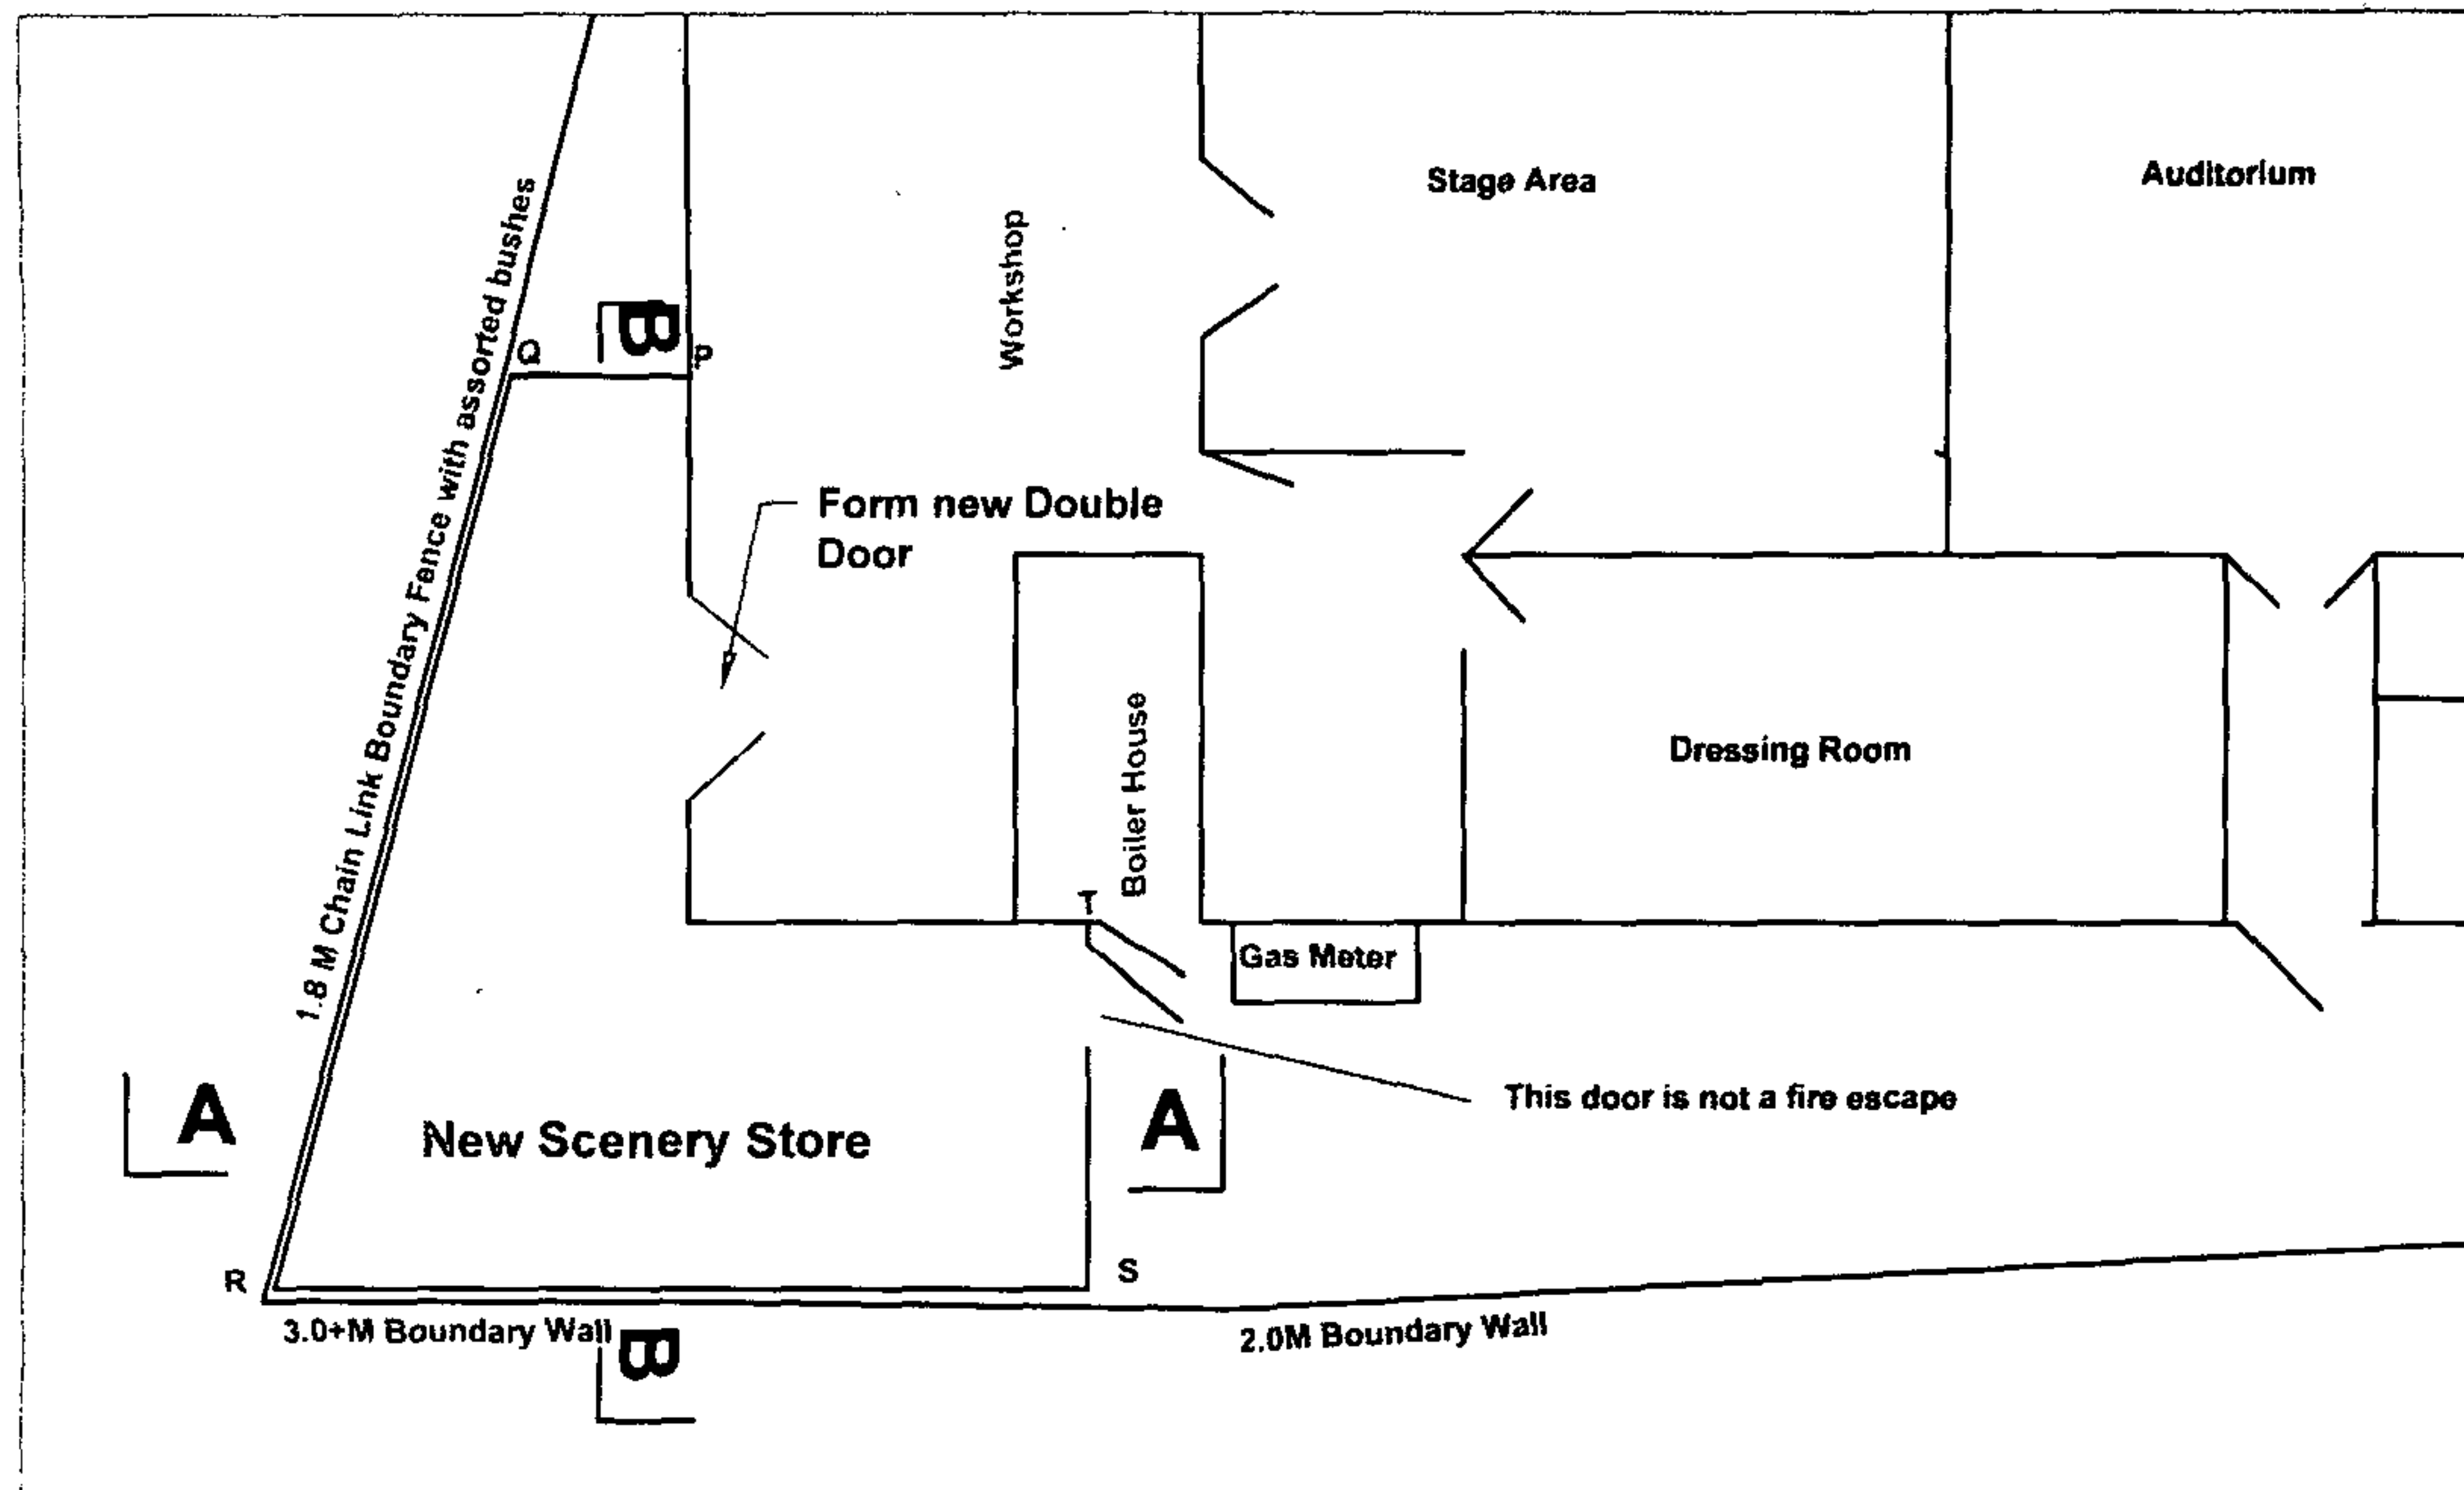 Stage Area
Auditorium
Workshop
1.8 M Chain Link Boundary Fence with assorted bushes
B
Q
P
Form new Double
Door
Boiler House
Dressing Room
T
Gas Meter
A
A
This door is not a fire escape
New Scenery Store
R
S
3.0+M Boundary Wall
B
2.0M Boundary Wall